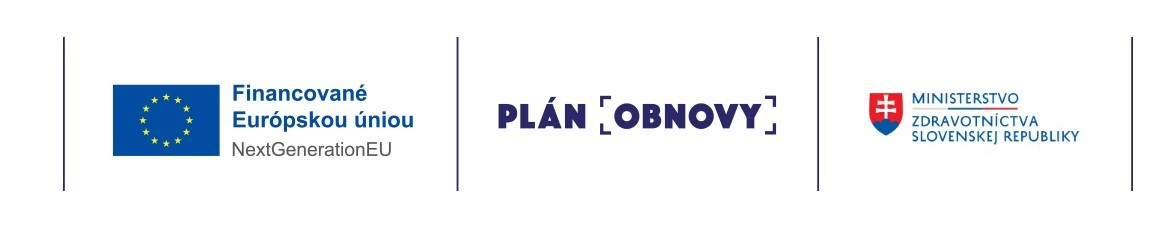 Financované
Európskou úniou
NextGenerationEU
PLÁN [OBNOVY]
MINISTERSTVO
ZDRAVOTNÍCTVA
SLOVENSKEJ REPUBLIKY